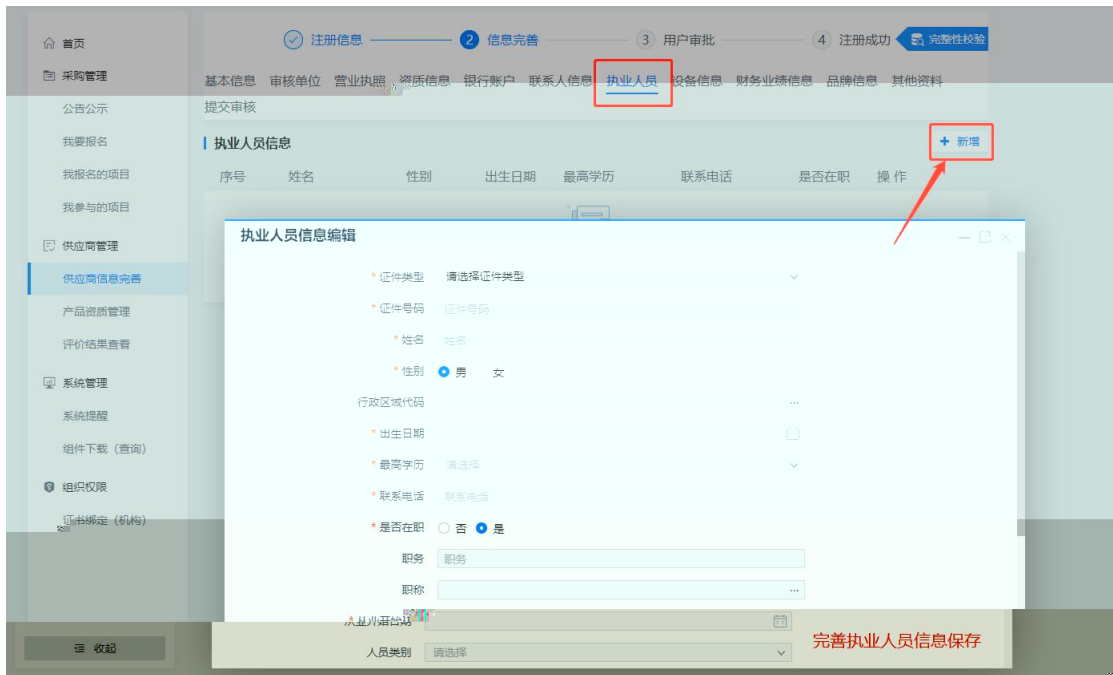 首页
采购管理
公告公示
我要报名
我报名的项目
我参与的项目
供应商管理
供应商信息完善
产品资质管理
评价结果查看
系统管理
系统提醒
组件下载（查询）
组织权限
证书绑定（机构）
收起
注册信息 2 信息完善 3 用户审批 4 注册成功 完整性校验
基本信息 审核单位 营业执照 资质信息 银行账户 联系人信息 执业人员 设备信息 财务业绩信息 品牌信息 其他资料
提交审核
执业人员信息 + 新增
序号 姓名 性别 出生日期 最高学历 联系电话 是否在职 操作
执业人员信息编辑
* 证件类型 请选择证件类型
* 证件号码 证件号码
* 姓名 姓名
* 性别 男 女
行政区域代码 ...
* 出生日期
* 最高学历 请选择
* 联系电话 联系电话
* 是否在职 否 是
职务 职务
职称 ...
人员类别 请选择
完善执业人员信息保存